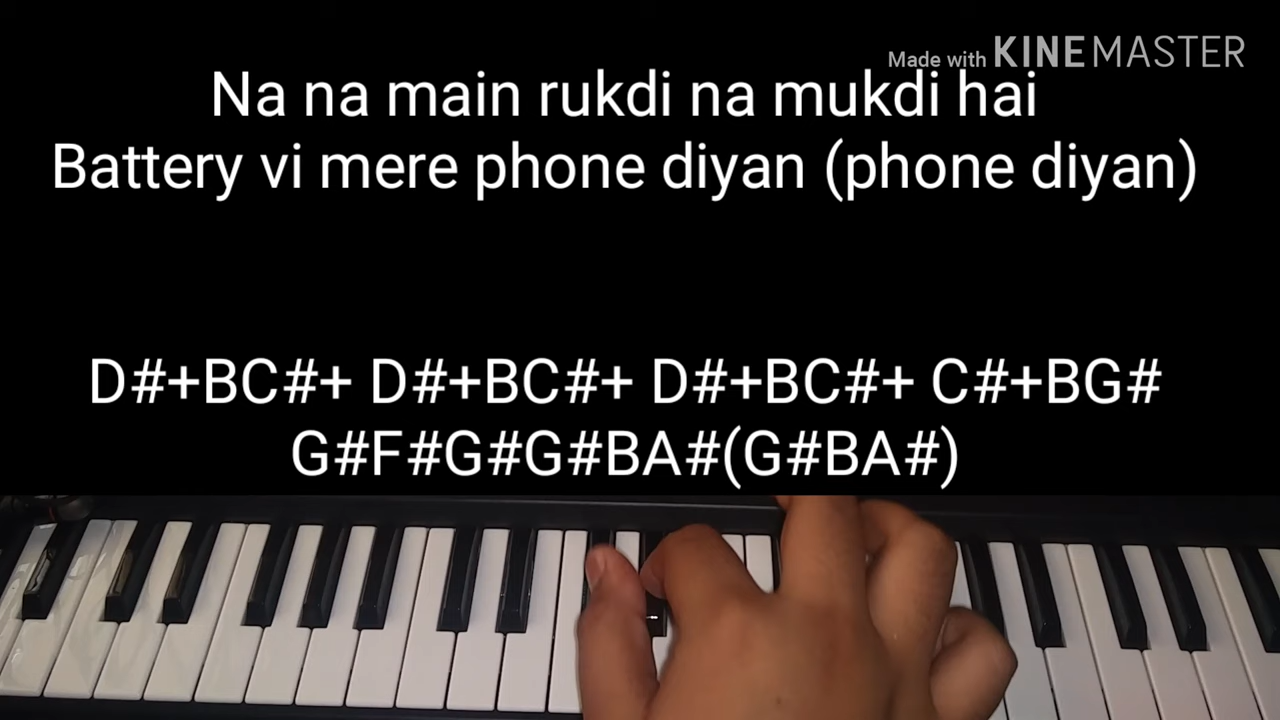 Made with KINEMASTER
Na na main rukdi na mukdi hai
Battery vi mere phone diyan (phone diyan)
D#+BC#+ D#+BC#+ D#+BC#+ C#+BG#
G#F#G#G#BA#(G#BA#)